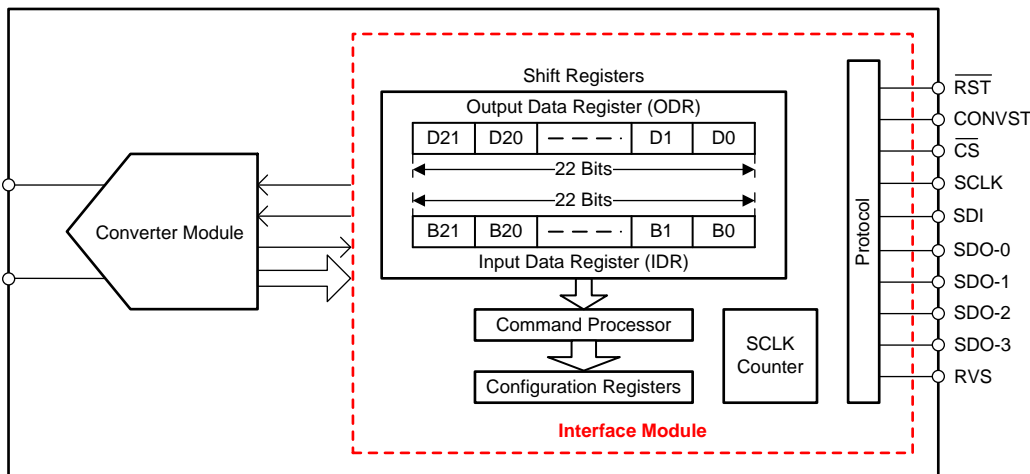 Shift Registers
Output Data Register (ODR)
D21 D20 D1 D0
22 Bits
22 Bits
B21 B20 B1 B0
Input Data Register (IDR)
Converter Module
Command Processor
Configuration Registers
SCLK
Counter
Interface Module
Protocol
RST
CONVST
CS
SCLK
SDI
SDO-0
SDO-1
SDO-2
SDO-3
RVS